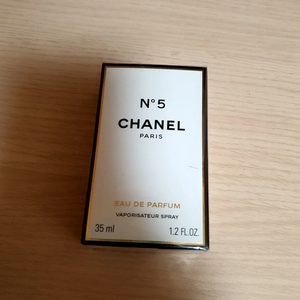 N°5
CHANEL
PARIS
EAU DE PARFUM
VAPORISATEUR SPRAY
35 ml 1.2 FL.OZ.